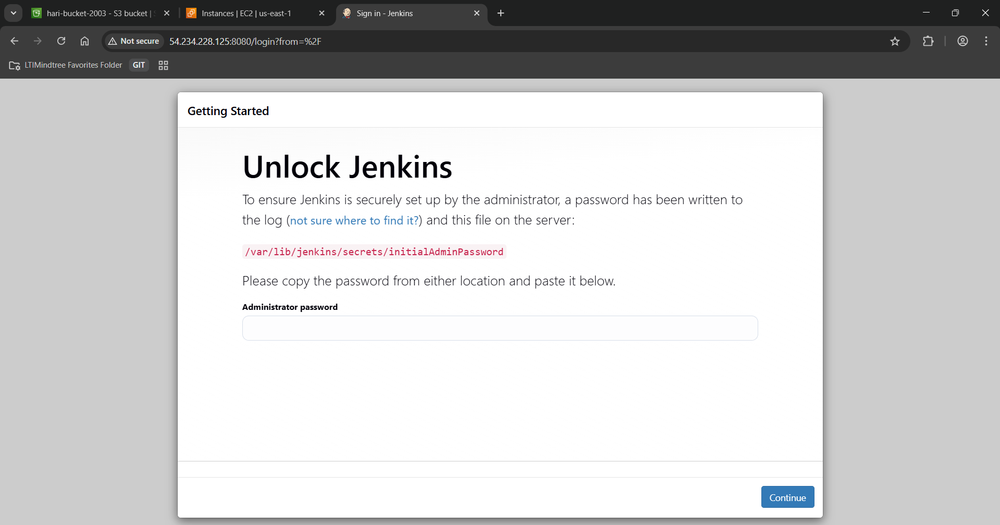 hari-bucket-2003 - S3 bucket |
Instances | EC2 | us-east-1
Sign in - Jenkins
Not secure
54.234.228.125:8080/login?from=%2F
LTIMindtree Favorites Folder
GIT
Getting Started
Unlock Jenkins
To ensure Jenkins is securely set up by the administrator, a password has been written to
the log (not sure where to find it?) and this file on the server:
/var/lib/jenkins/secrets/initialAdminPassword
Please copy the password from either location and paste it below.
Administrator password
Continue